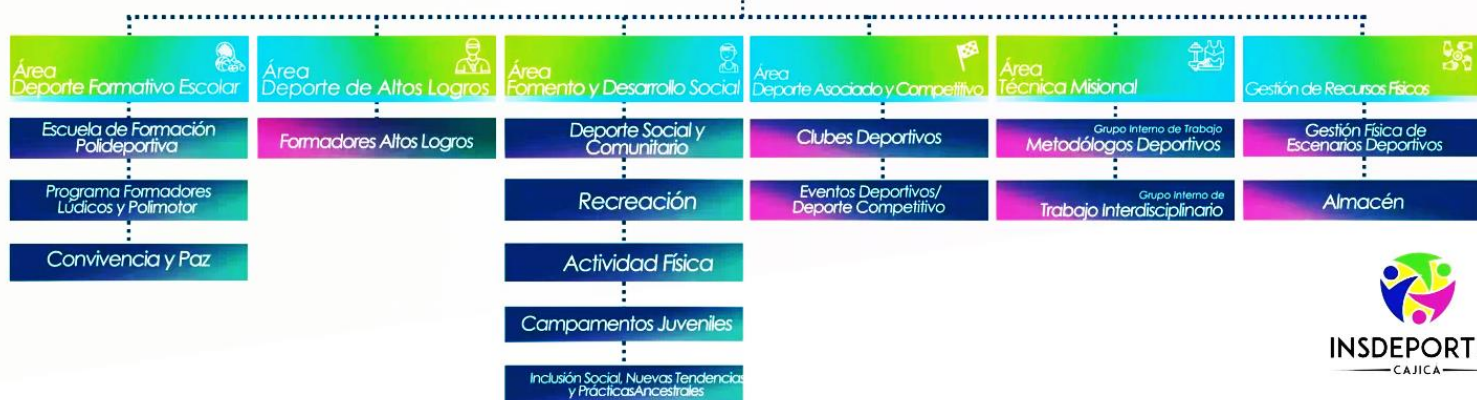 Área
Deporte Formativo Escolar
Escuela de Formación
Polideportiva
Programa Formadores
Lúdicos y Polimotor
Convivencia y Paz
Área
Deporte de Altos Logros
Formadores Altos Logros
Área
Fomento y Desarrollo Social
Deporte Social y
Comunitario
Recreación
Actividad Física
Campamentos Juveniles
Inclusión Social, Nuevas Tendencias
y PrácticasAncestrales
Área
Deporte Asociado y Competitivo
Clubes Deportivos
Eventos Deportivos/
Deporte Competitivo
Área
Técnica Misional
Grupo Interno de Trabajo
Metodólogos Deportivos
Grupo Interno de
Trabajo Interdisciplinario
Gestión de Recursos Físicos
Gestión Física de
Escenarios Deportivos
Almacén
INSDEPORT
CAJICÁ